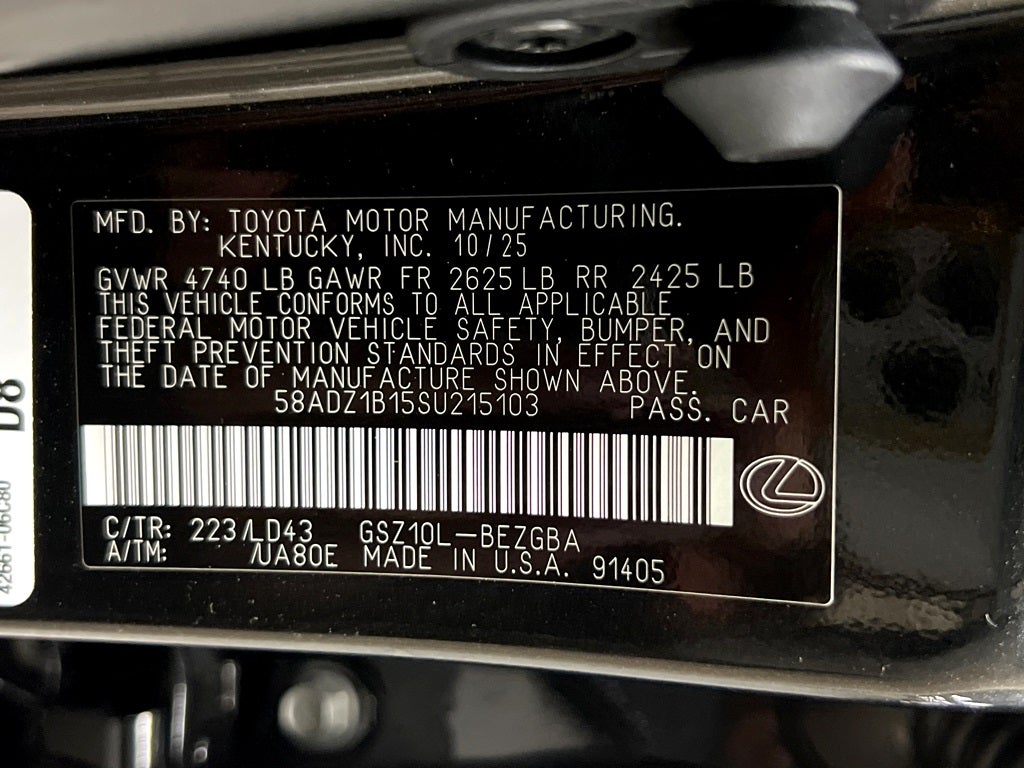 MFD. BY: TOYOTA MOTOR MANUFACTURING.
KENTUCKY, INC. 10/25
GVWR 4740 LB GAWR FR 2625 LB RR 2425 LB
THIS VEHICLE CONFORMS TO ALL APPLICABLE
FEDERAL MOTOR VEHICLE SAFETY, BUMPER, AND
THEFT PREVENTION STANDARDS IN EFFECT ON
THE DATE OF MANUFACTURE SHOWN ABOVE.
58ADZ1B15SU215103 PASS. CAR
C/TR: 223/LD43 GSZ10L-BEZGBA
A/TM: /UA80E MADE IN U.S.A. 91405
D8
42661-06C80